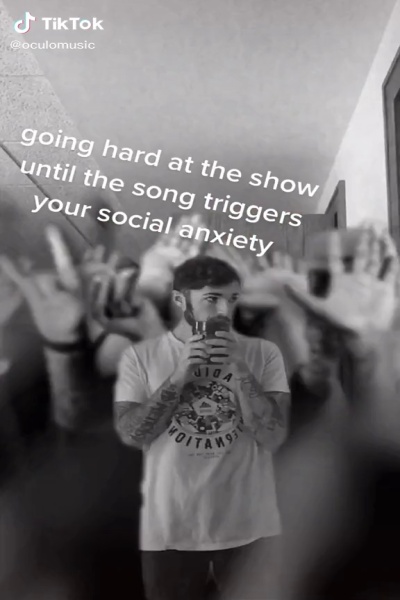 TikTok
@oculomusic
going hard at the show
until the song triggers
your social anxiety